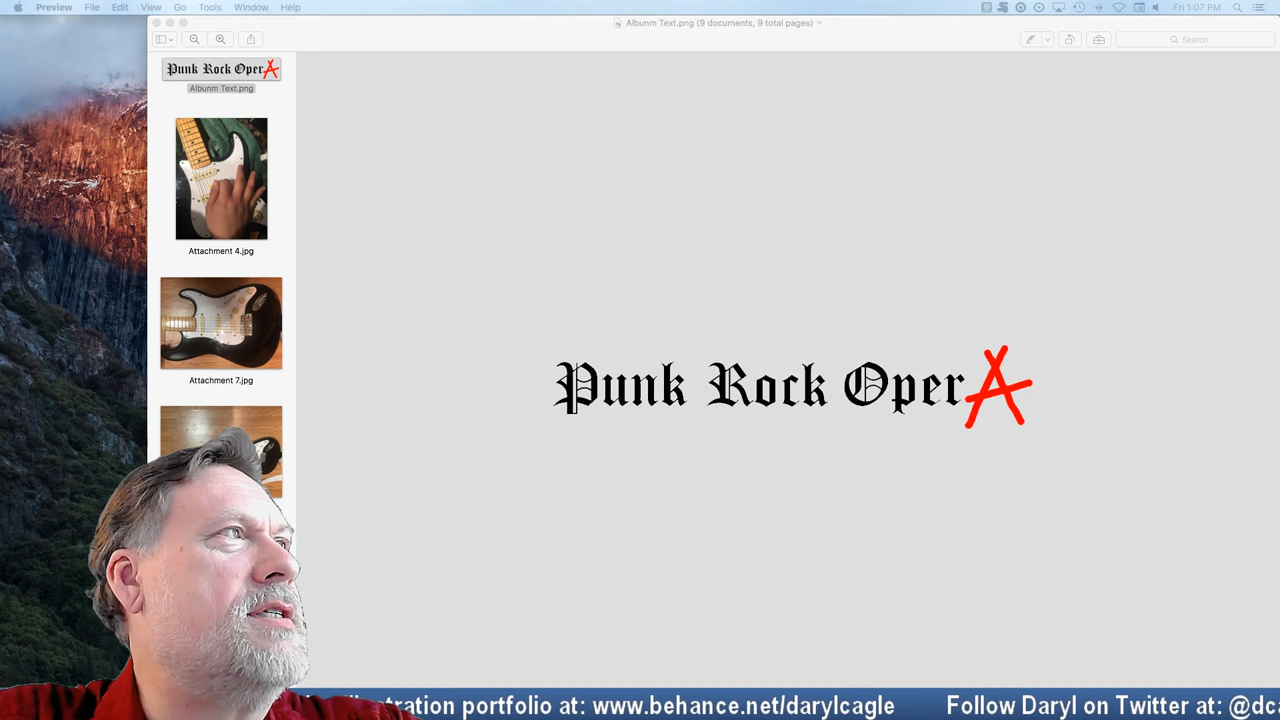 Preview File Edit View Go Tools Window Help Fri 1:07 PM
Albunm Text.png (9 documents, 9 total pages)
Search
Punk Rock OperA
Albunm Text.png
Attachment 4.jpg
Attachment 7.jpg
Punk Rock OperA
portfolio at: www.behance.net/darylcagle Follow Daryl on Twitter at: